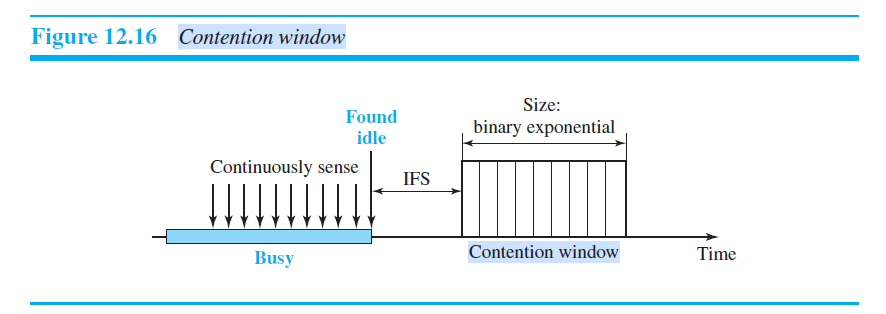 Figure 12.16 Contention window
Size:
binary exponential
Found
idle
Continuously sense
IFS
Busy
Contention window
Time